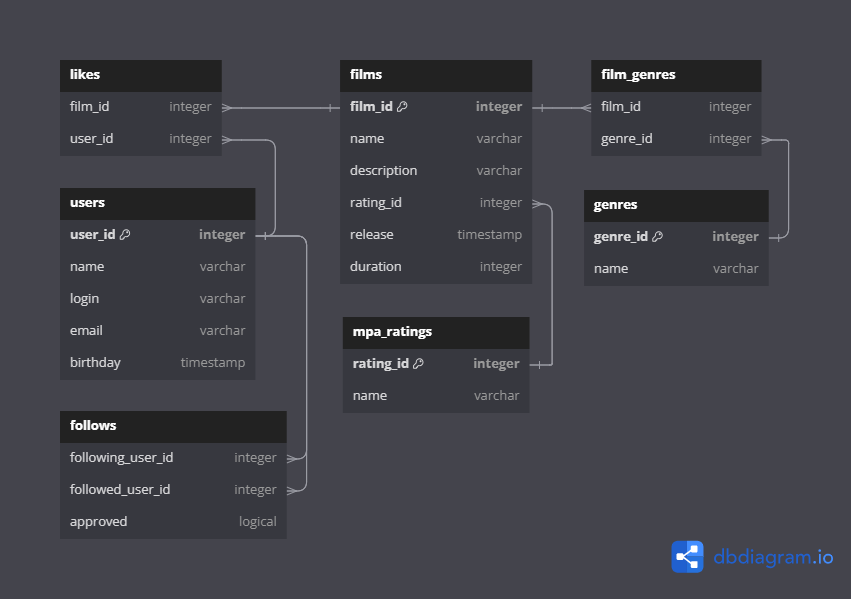 likes
film_id integer
user_id integer
users
user_id integer
name varchar
login varchar
email varchar
birthday timestamp
follows
following_user_id integer
followed_user_id integer
approved logical
films
film_id integer
name varchar
description varchar
rating_id integer
release timestamp
duration integer
mpa_ratings
rating_id integer
name varchar
film_genres
film_id integer
genre_id integer
genres
genre_id integer
name varchar
dbdiagram.io